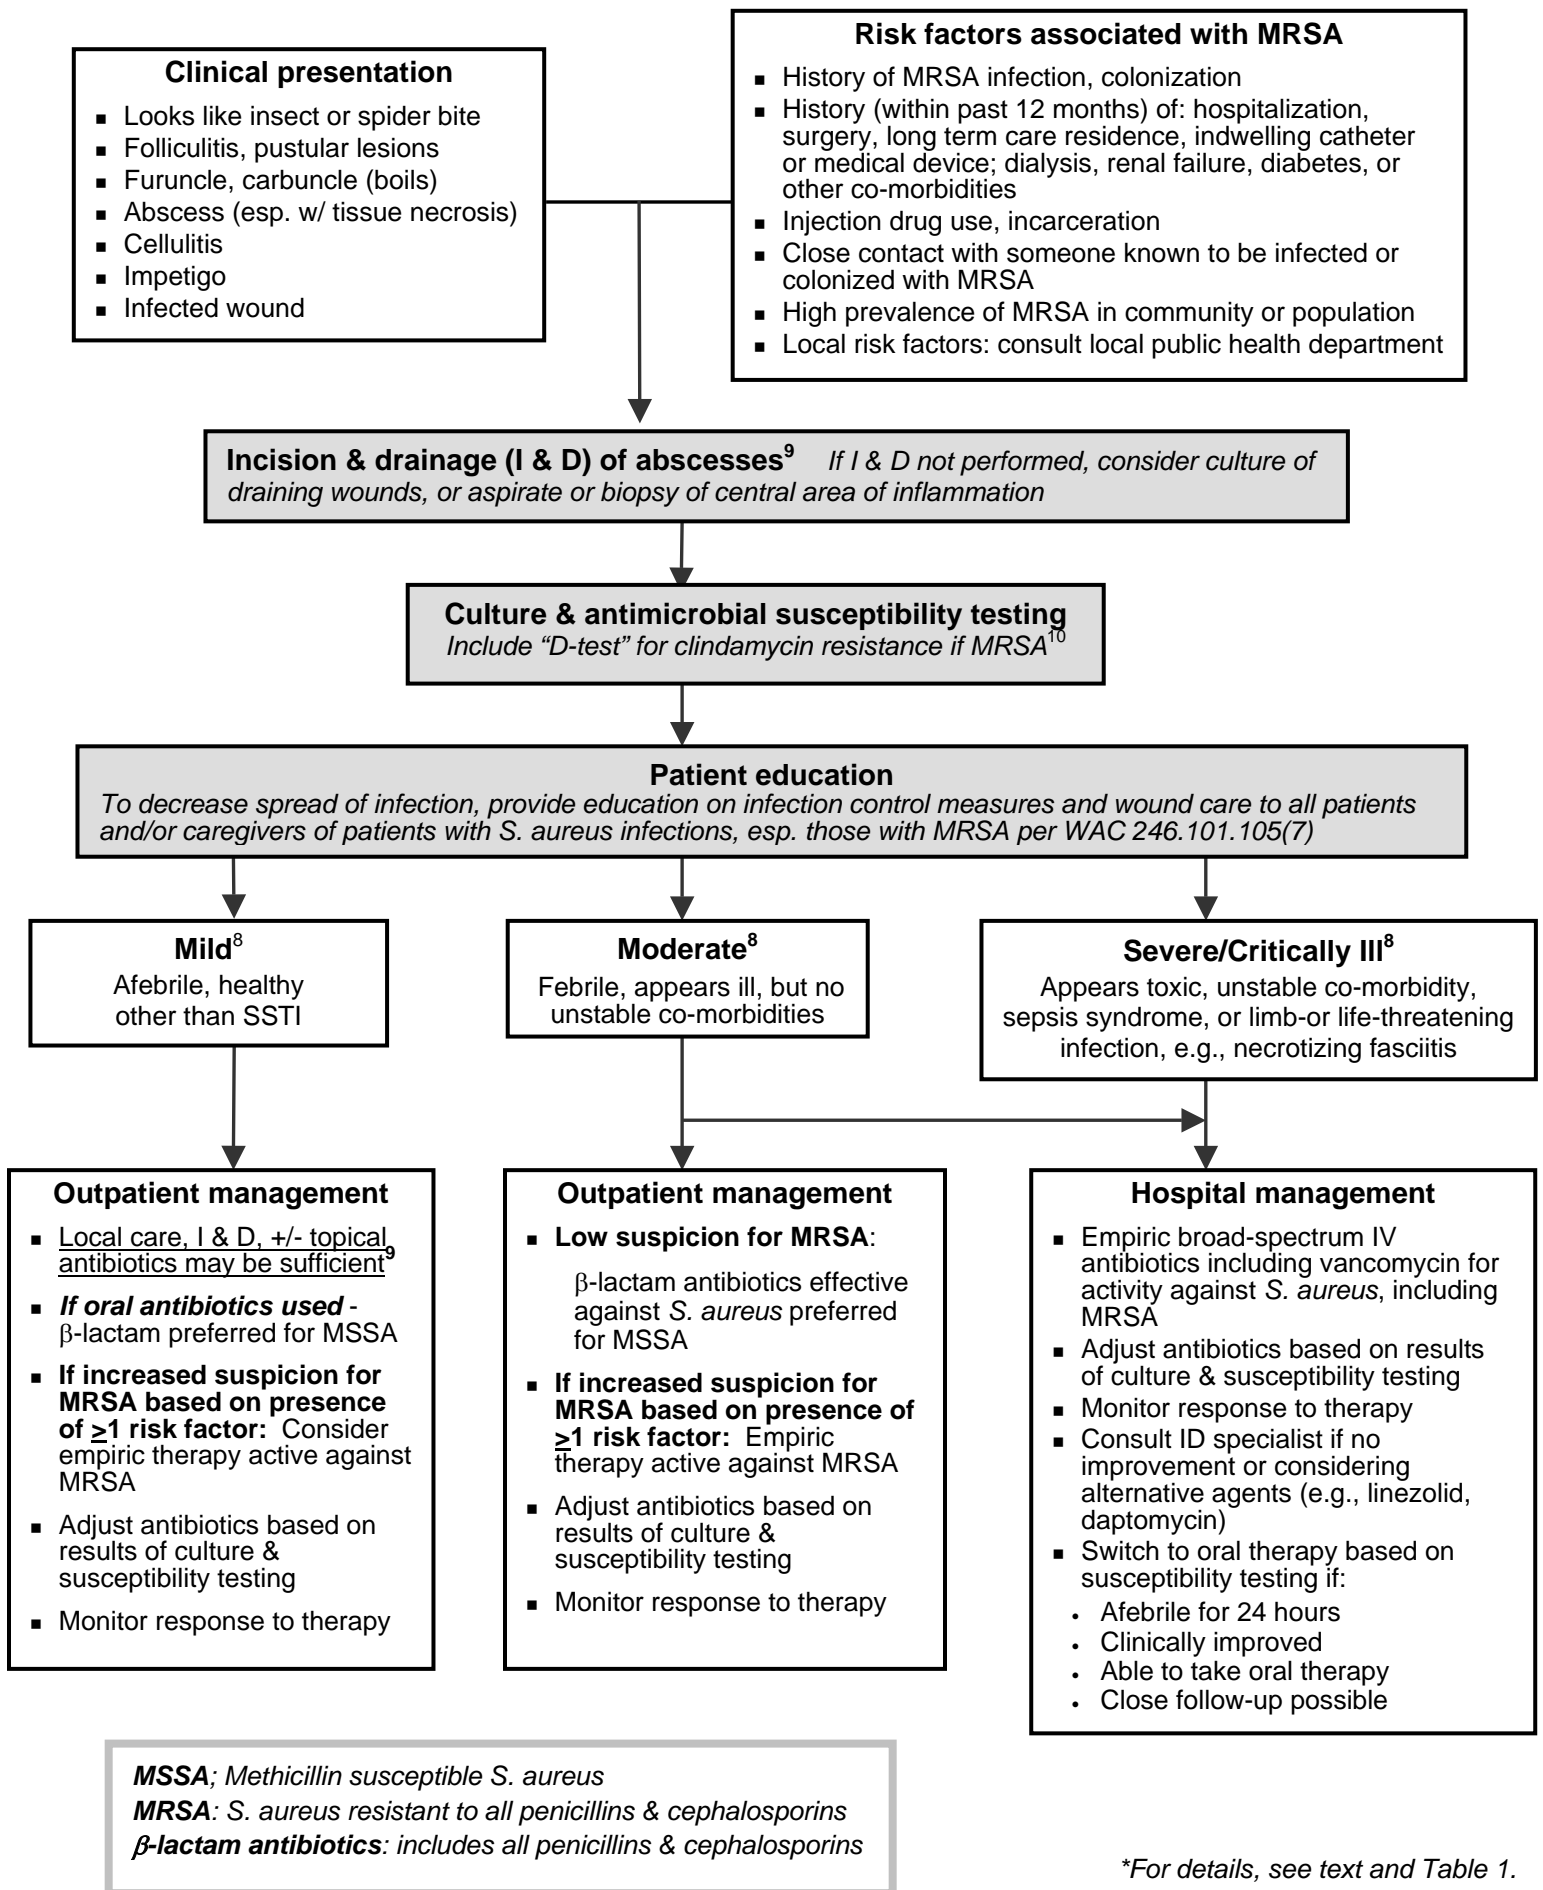 Clinical presentation
▪ Looks like insect or spider bite
▪ Folliculitis, pustular lesions
▪ Furuncle, carbuncle (boils)
▪ Abscess (esp. w/ tissue necrosis)
▪ Cellulitis
▪ Impetigo
▪ Infected wound
Risk factors associated with MRSA
▪ History of MRSA infection, colonization
▪ History (within past 12 months) of: hospitalization,
surgery, long term care residence, indwelling catheter
or medical device; dialysis, renal failure, diabetes, or
other co-morbidities
▪ Injection drug use, incarceration
▪ Close contact with someone known to be infected or
colonized with MRSA
▪ High prevalence of MRSA in community or population
▪ Local risk factors: consult local public health department
Incision & drainage (I & D) of abscesses⁹ If I & D not performed, consider culture of
draining wounds, or aspirate or biopsy of central area of inflammation
Culture & antimicrobial susceptibility testing
Include “D-test” for clindamycin resistance if MRSA¹⁰
Patient education
To decrease spread of infection, provide education on infection control measures and wound care to all patients
and/or caregivers of patients with S. aureus infections, esp. those with MRSA per WAC 246.101.105(7)
Mild⁸
Afebrile, healthy
other than SSTI
Moderate⁸
Febrile, appears ill, but no
unstable co-morbidities
Severe/Critically Ill⁸
Appears toxic, unstable co-morbidity,
sepsis syndrome, or limb-or life-threatening
infection, e.g., necrotizing fasciitis
Outpatient management
▪ Local care, I & D, +/- topical
antibiotics may be sufficient⁹
▪ If oral antibiotics used -
β-lactam preferred for MSSA
▪ If increased suspicion for
MRSA based on presence
of ≥1 risk factor: Consider
empiric therapy active against
MRSA
▪ Adjust antibiotics based on
results of culture &
susceptibility testing
▪ Monitor response to therapy
Outpatient management
▪ Low suspicion for MRSA:
β-lactam antibiotics effective
against S. aureus preferred
for MSSA
▪ If increased suspicion for
MRSA based on presence of
≥1 risk factor: Empiric
therapy active against MRSA
▪ Adjust antibiotics based on
results of culture &
susceptibility testing
▪ Monitor response to therapy
Hospital management
▪ Empiric broad-spectrum IV
antibiotics including vancomycin for
activity against S. aureus, including
MRSA
▪ Adjust antibiotics based on results
of culture & susceptibility testing
▪ Monitor response to therapy
▪ Consult ID specialist if no
improvement or considering
alternative agents (e.g., linezolid,
daptomycin)
▪ Switch to oral therapy based on
susceptibility testing if:
• Afebrile for 24 hours
• Clinically improved
• Able to take oral therapy
• Close follow-up possible
MSSA; Methicillin susceptible S. aureus
MRSA: S. aureus resistant to all penicillins & cephalosporins
β-lactam antibiotics: includes all penicillins & cephalosporins
*For details, see text and Table 1.